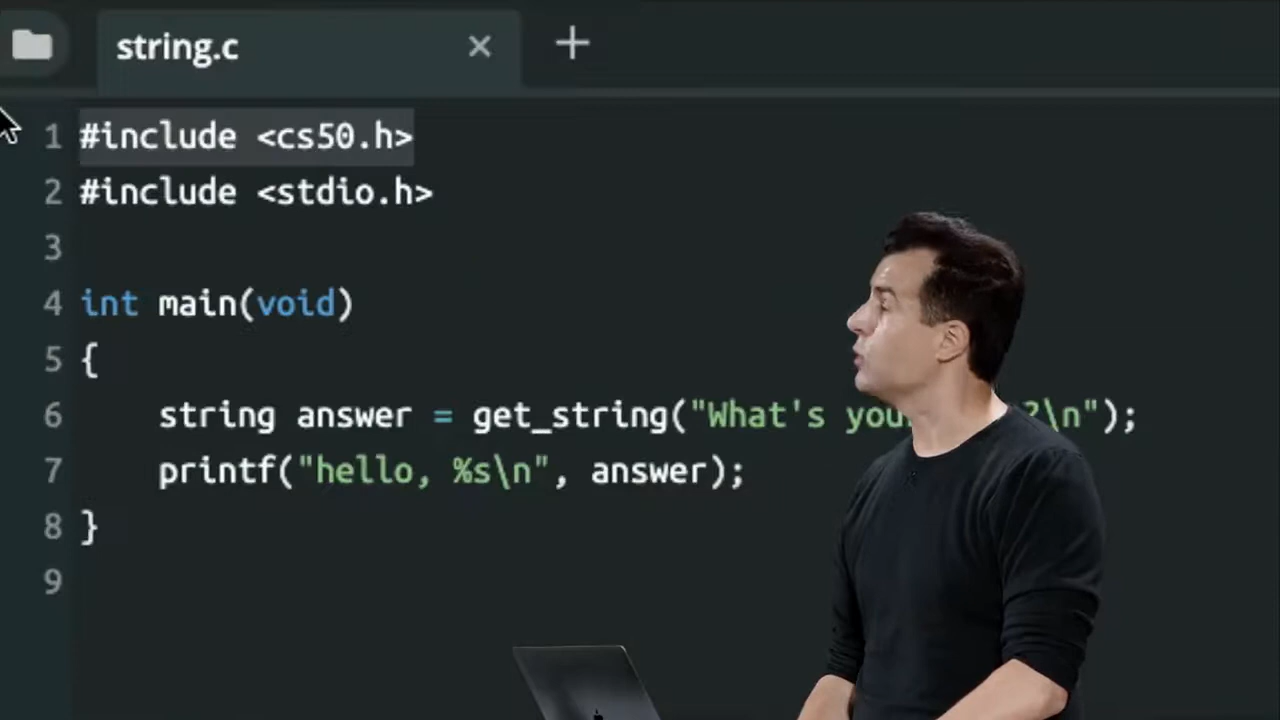 string.c
1 #include <cs50.h>
2 #include <stdio.h>
3
4 int main(void)
5 {
6 string answer = get_string("What's ?\n");
7 printf("hello, %s\n", answer);
8 }
9